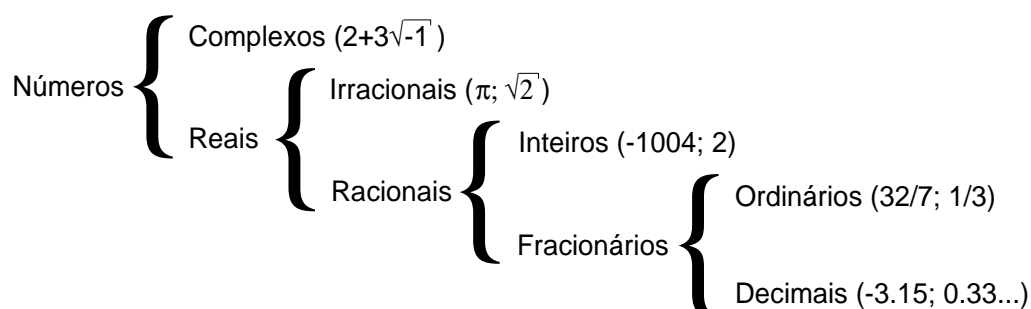 Complexos (2+3√-1)
Números
Irracionais (π; √2)
Reais
Inteiros (-1004; 2)
Racionais
Ordinários (32/7; 1/3)
Fracionários
Decimais (-3.15; 0.33...)